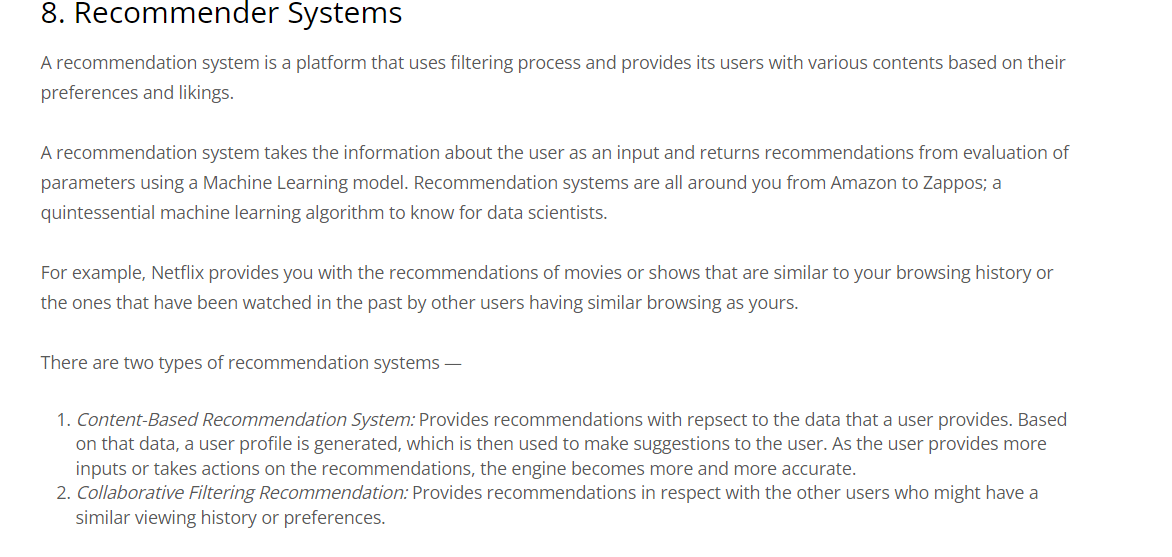 8. Recommender Systems
A recommendation system is a platform that uses filtering process and provides its users with various contents based on their
preferences and likings.
A recommendation system takes the information about the user as an input and returns recommendations from evaluation of
parameters using a Machine Learning model. Recommendation systems are all around you from Amazon to Zappos; a
quintessential machine learning algorithm to know for data scientists.
For example, Netflix provides you with the recommendations of movies or shows that are similar to your browsing history or
the ones that have been watched in the past by other users having similar browsing as yours.
There are two types of recommendation systems —
1. Content-Based Recommendation System: Provides recommendations with repsect to the data that a user provides. Based
on that data, a user profile is generated, which is then used to make suggestions to the user. As the user provides more
inputs or takes actions on the recommendations, the engine becomes more and more accurate.
2. Collaborative Filtering Recommendation: Provides recommendations in respect with the other users who might have a
similar viewing history or preferences.